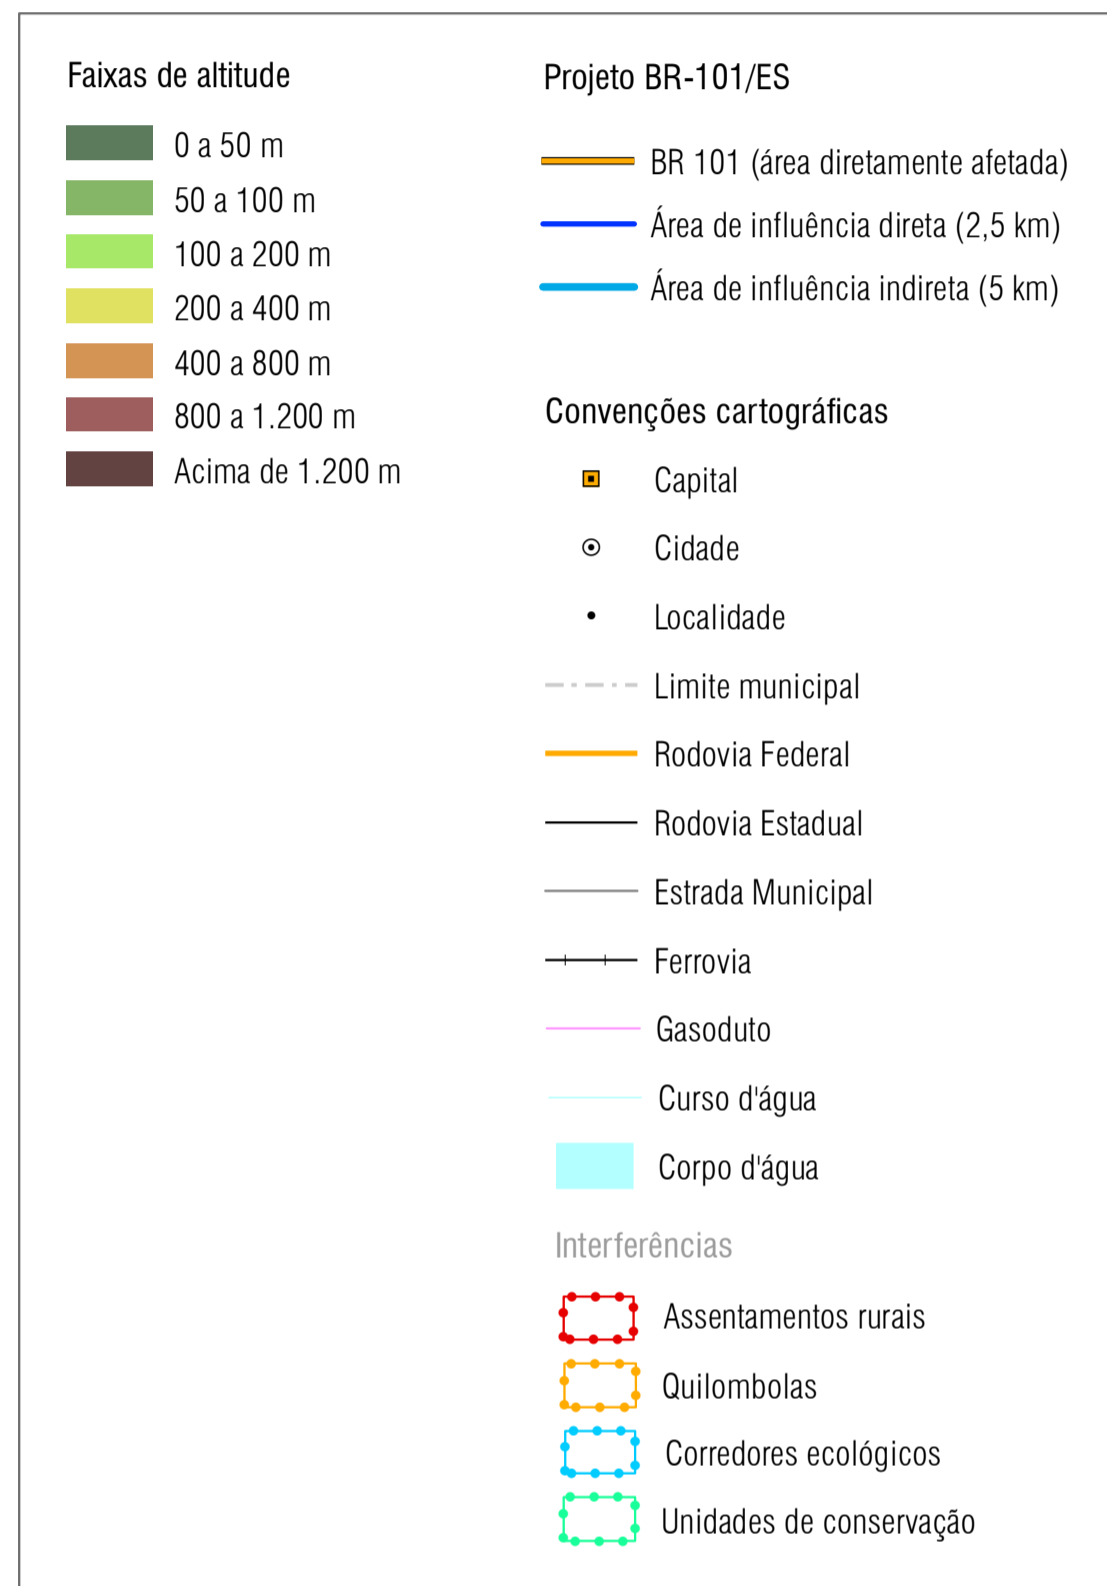 Faixas de altitude
0 a 50 m
50 a 100 m
100 a 200 m
200 a 400 m
400 a 800 m
800 a 1.200 m
Acima de 1.200 m
Projeto BR-101/ES
BR 101 (área diretamente afetada)
Área de influência direta (2,5 km)
Área de influência indireta (5 km)
Convenções cartográficas
Capital
Cidade
Localidade
Limite municipal
Rodovia Federal
Rodovia Estadual
Estrada Municipal
Ferrovia
Gasoduto
Curso d'água
Corpo d'água
Interferências
Assentamentos rurais
Quilombolas
Corredores ecológicos
Unidades de conservação